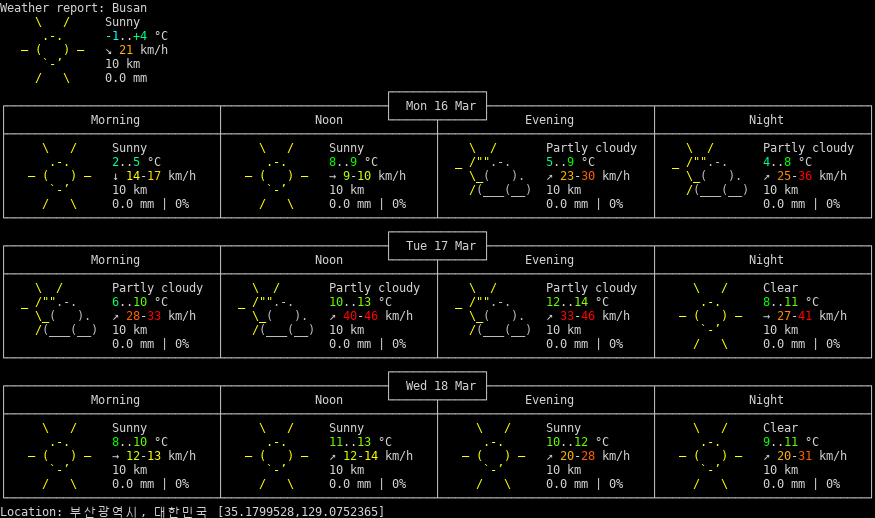 Weather report: Busan
Sunny
-1..+4 °C
↘ 21 km/h
10 km
0.0 mm
Mon 16 Mar
Morning Noon Evening Night
Sunny Sunny Partly cloudy Partly cloudy
2..5 °C 8..9 °C 5..9 °C 4..8 °C
↓ 14-17 km/h → 9-10 km/h ↗ 23-30 km/h ↗ 25-36 km/h
10 km 10 km 10 km 10 km
0.0 mm | 0% 0.0 mm | 0% 0.0 mm | 0% 0.0 mm | 0%
Tue 17 Mar
Morning Noon Evening Night
Partly cloudy Partly cloudy Partly cloudy Clear
6..10 °C 10..13 °C 12..14 °C 8..11 °C
↗ 28-33 km/h ↗ 40-46 km/h ↗ 33-46 km/h → 27-41 km/h
10 km 10 km 10 km 10 km
0.0 mm | 0% 0.0 mm | 0% 0.0 mm | 0% 0.0 mm | 0%
Wed 18 Mar
Morning Noon Evening Night
Sunny Sunny Sunny Clear
8..10 °C 11..13 °C 10..12 °C 9..11 °C
→ 12-13 km/h ↗ 12-14 km/h ↗ 20-28 km/h ↗ 20-31 km/h
10 km 10 km 10 km 10 km
0.0 mm | 0% 0.0 mm | 0% 0.0 mm | 0% 0.0 mm | 0%
Location: 부산광역시, 대한민국 [35.1799528,129.0752365]